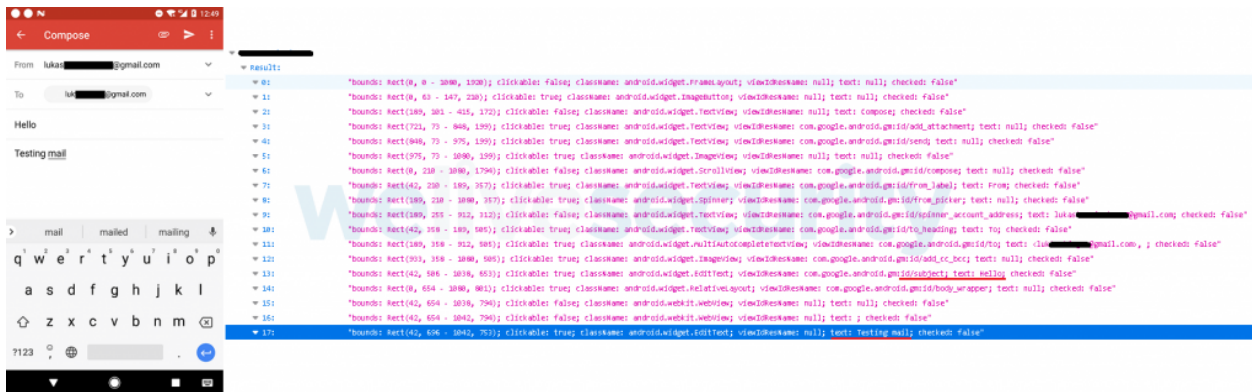 N 12:49
Compose
From lukas @gmail.com
To luk @gmail.com
Hello
Testing mail
mail mailed mailing
1 2 3 4 5 6 7 8 9 0
q w e r t y u i o p
a s d f g h j k l
z x c v b n m
?123 , .
Result:
0: "bounds: Rect(0, 0 - 1080, 1920); clickable: false; className: android.widget.FrameLayout; viewIdResName: null; text: null; checked: false"
1: "bounds: Rect(0, 63 - 147, 210); clickable: true; className: android.widget.ImageButton; viewIdResName: null; text: null; checked: false"
2: "bounds: Rect(189, 101 - 415, 172); clickable: false; className: android.widget.TextView; viewIdResName: null; text: Compose; checked: false"
3: "bounds: Rect(721, 73 - 848, 199); clickable: true; className: android.widget.TextView; viewIdResName: com.google.android.gm:id/add_attachment; text: null; checked: false"
4: "bounds: Rect(848, 73 - 975, 199); clickable: true; className: android.widget.TextView; viewIdResName: com.google.android.gm:id/send; text: null; checked: false"
5: "bounds: Rect(975, 73 - 1080, 199); clickable: true; className: android.widget.ImageView; viewIdResName: null; text: null; checked: false"
6: "bounds: Rect(0, 210 - 1080, 1794); clickable: false; className: android.widget.ScrollView; viewIdResName: com.google.android.gm:id/compose; text: null; checked: false"
7: "bounds: Rect(42, 210 - 189, 357); clickable: false; className: android.widget.TextView; viewIdResName: com.google.android.gm:id/from_label; text: From; checked: false"
8: "bounds: Rect(189, 210 - 1080, 357); clickable: true; className: android.widget.Spinner; viewIdResName: com.google.android.gm:id/from_picker; text: null; checked: false"
9: "bounds: Rect(189, 255 - 912, 312); clickable: false; className: android.widget.TextView; viewIdResName: com.google.android.gm:id/spinner_account_address; text: lukas @gmail.com; checked: false"
10: "bounds: Rect(42, 358 - 189, 505); clickable: false; className: android.widget.TextView; viewIdResName: com.google.android.gm:id/to_heading; text: To; checked: false"
11: "bounds: Rect(189, 358 - 912, 505); clickable: true; className: android.widget.MultiAutoCompleteTextView; viewIdResName: com.google.android.gm:id/to; text: <luk @gmail.com>, ; checked: false"
12: "bounds: Rect(933, 358 - 1080, 505); clickable: true; className: android.widget.ImageView; viewIdResName: com.google.android.gm:id/add_cc_bcc; text: null; checked: false"
13: "bounds: Rect(42, 506 - 1038, 653); clickable: true; className: android.widget.EditText; viewIdResName: com.google.android.gm:id/subject; text: Hello; checked: false"
14: "bounds: Rect(0, 654 - 1080, 801); clickable: true; className: android.widget.RelativeLayout; viewIdResName: com.google.android.gm:id/body_wrapper; text: null; checked: false"
15: "bounds: Rect(42, 654 - 1038, 794); clickable: false; className: android.webkit.WebView; viewIdResName: null; text: null; checked: false"
16: "bounds: Rect(42, 654 - 1042, 794); clickable: false; className: android.webkit.WebView; viewIdResName: null; text: ; checked: false"
17: "bounds: Rect(42, 696 - 1042, 753); clickable: true; className: android.widget.EditText; viewIdResName: null; text: Testing mail; checked: false"